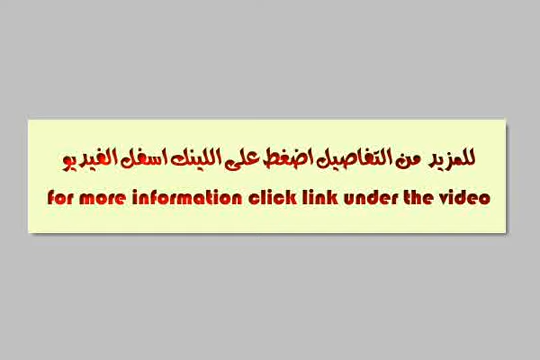 للمزيد من التفاصيل اضغط على اللينك اسفل الفيديو
for more information click link under the video